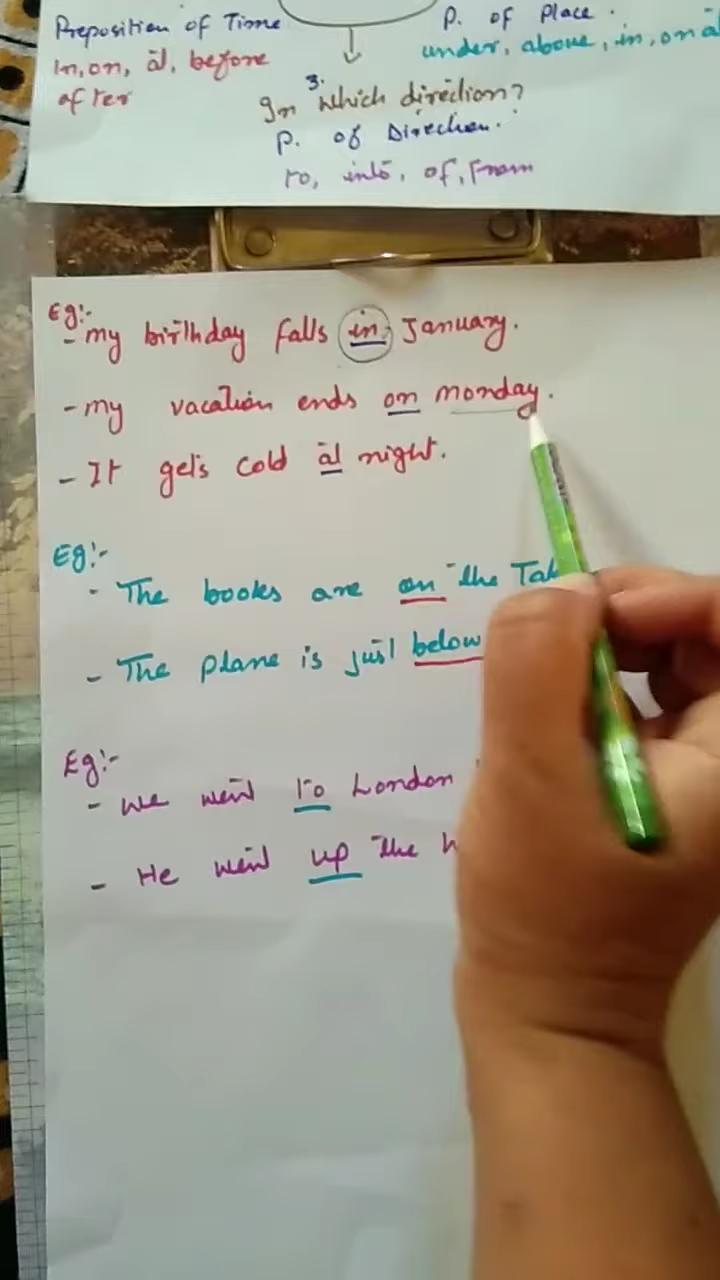 Preposition of Time
in, on, at, before
after
P. of Place.
under, above, in, on at
3.
In which direction?
P. of Direction.
to, into, of, From
Eg:-
- my birthday falls in January.
- my vacation ends on monday.
- It gets cold at night.
Eg:-
- The books are on the
- The plane is just below
Eg:-
- We went to London
- He went up the